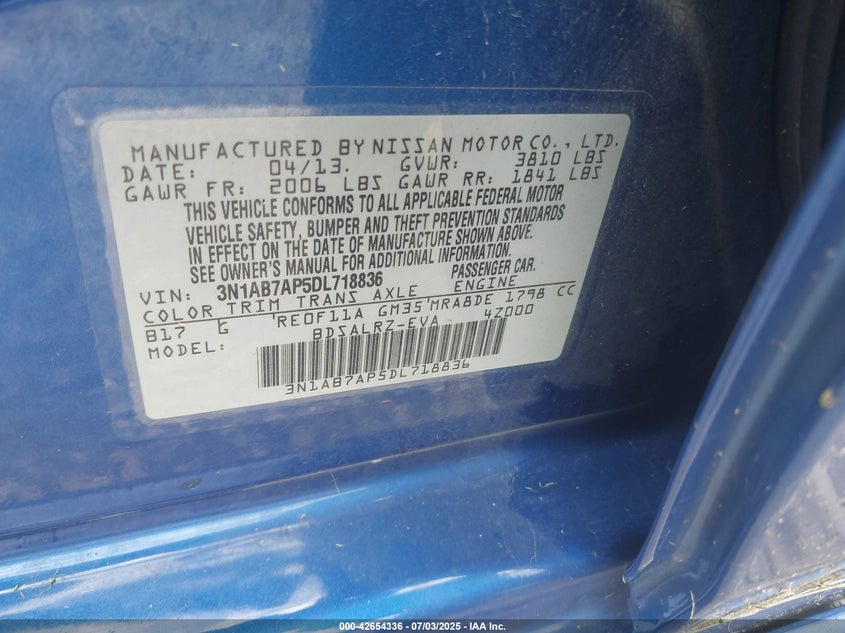 MANUFACTURED BY NISSAN MOTOR CO., LTD.
DATE: 04/13. GVWR: 3810 LBS
GAWR FR: 2006 LBS GAWR RR: 1841 LBS
THIS VEHICLE CONFORMS TO ALL APPLICABLE FEDERAL MOTOR
VEHICLE SAFETY, BUMPER AND THEFT PREVENTION STANDARDS
IN EFFECT ON THE DATE OF MANUFACTURE SHOWN ABOVE.
SEE OWNER'S MANUAL FOR ADDITIONAL INFORMATION.
VIN: 3N1AB7AP5DL718836 PASSENGER CAR.
COLOR TRIM TRANS AXLE ENGINE
B17 G RE0F11A GM35 MRA8DE 1798 CC
MODEL: BDSALRZ-EVA 4Z000
3N1AB7AP5DL718836
000-42654336 - 07/03/2025 - IAA Inc.